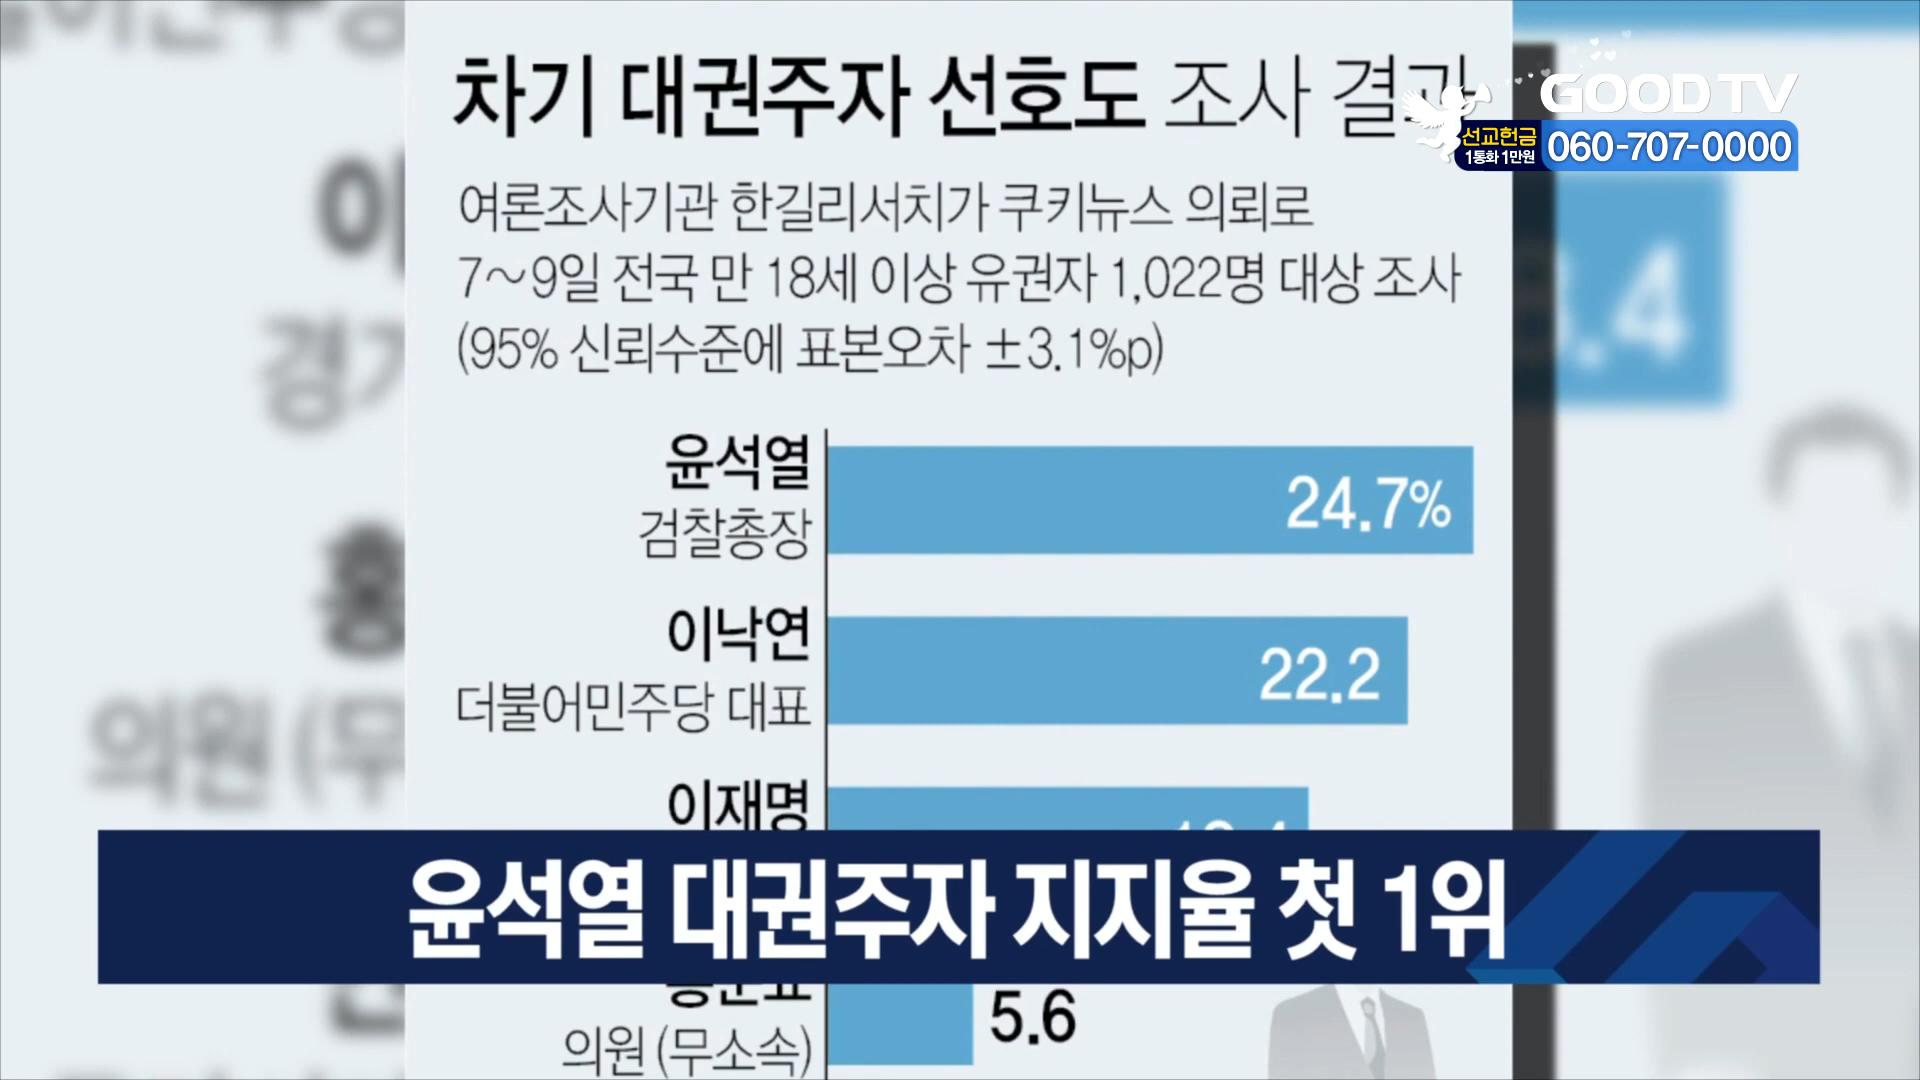 차기 대권주자 선호도 조사 결과
GOODTV
선교헌금
1통화 1만원
060-707-0000
여론조사기관 한길리서치가 쿠키뉴스 의뢰로
7~9일 전국 만 18세 이상 유권자 1,022명 대상 조사
(95% 신뢰수준에 표본오차 ±3.1%p)
윤석열
검찰총장
24.7%
이낙연
더불어민주당 대표
22.2
이재명
윤석열 대권주자 지지율 첫 1위
의원 (무소속)
5.6